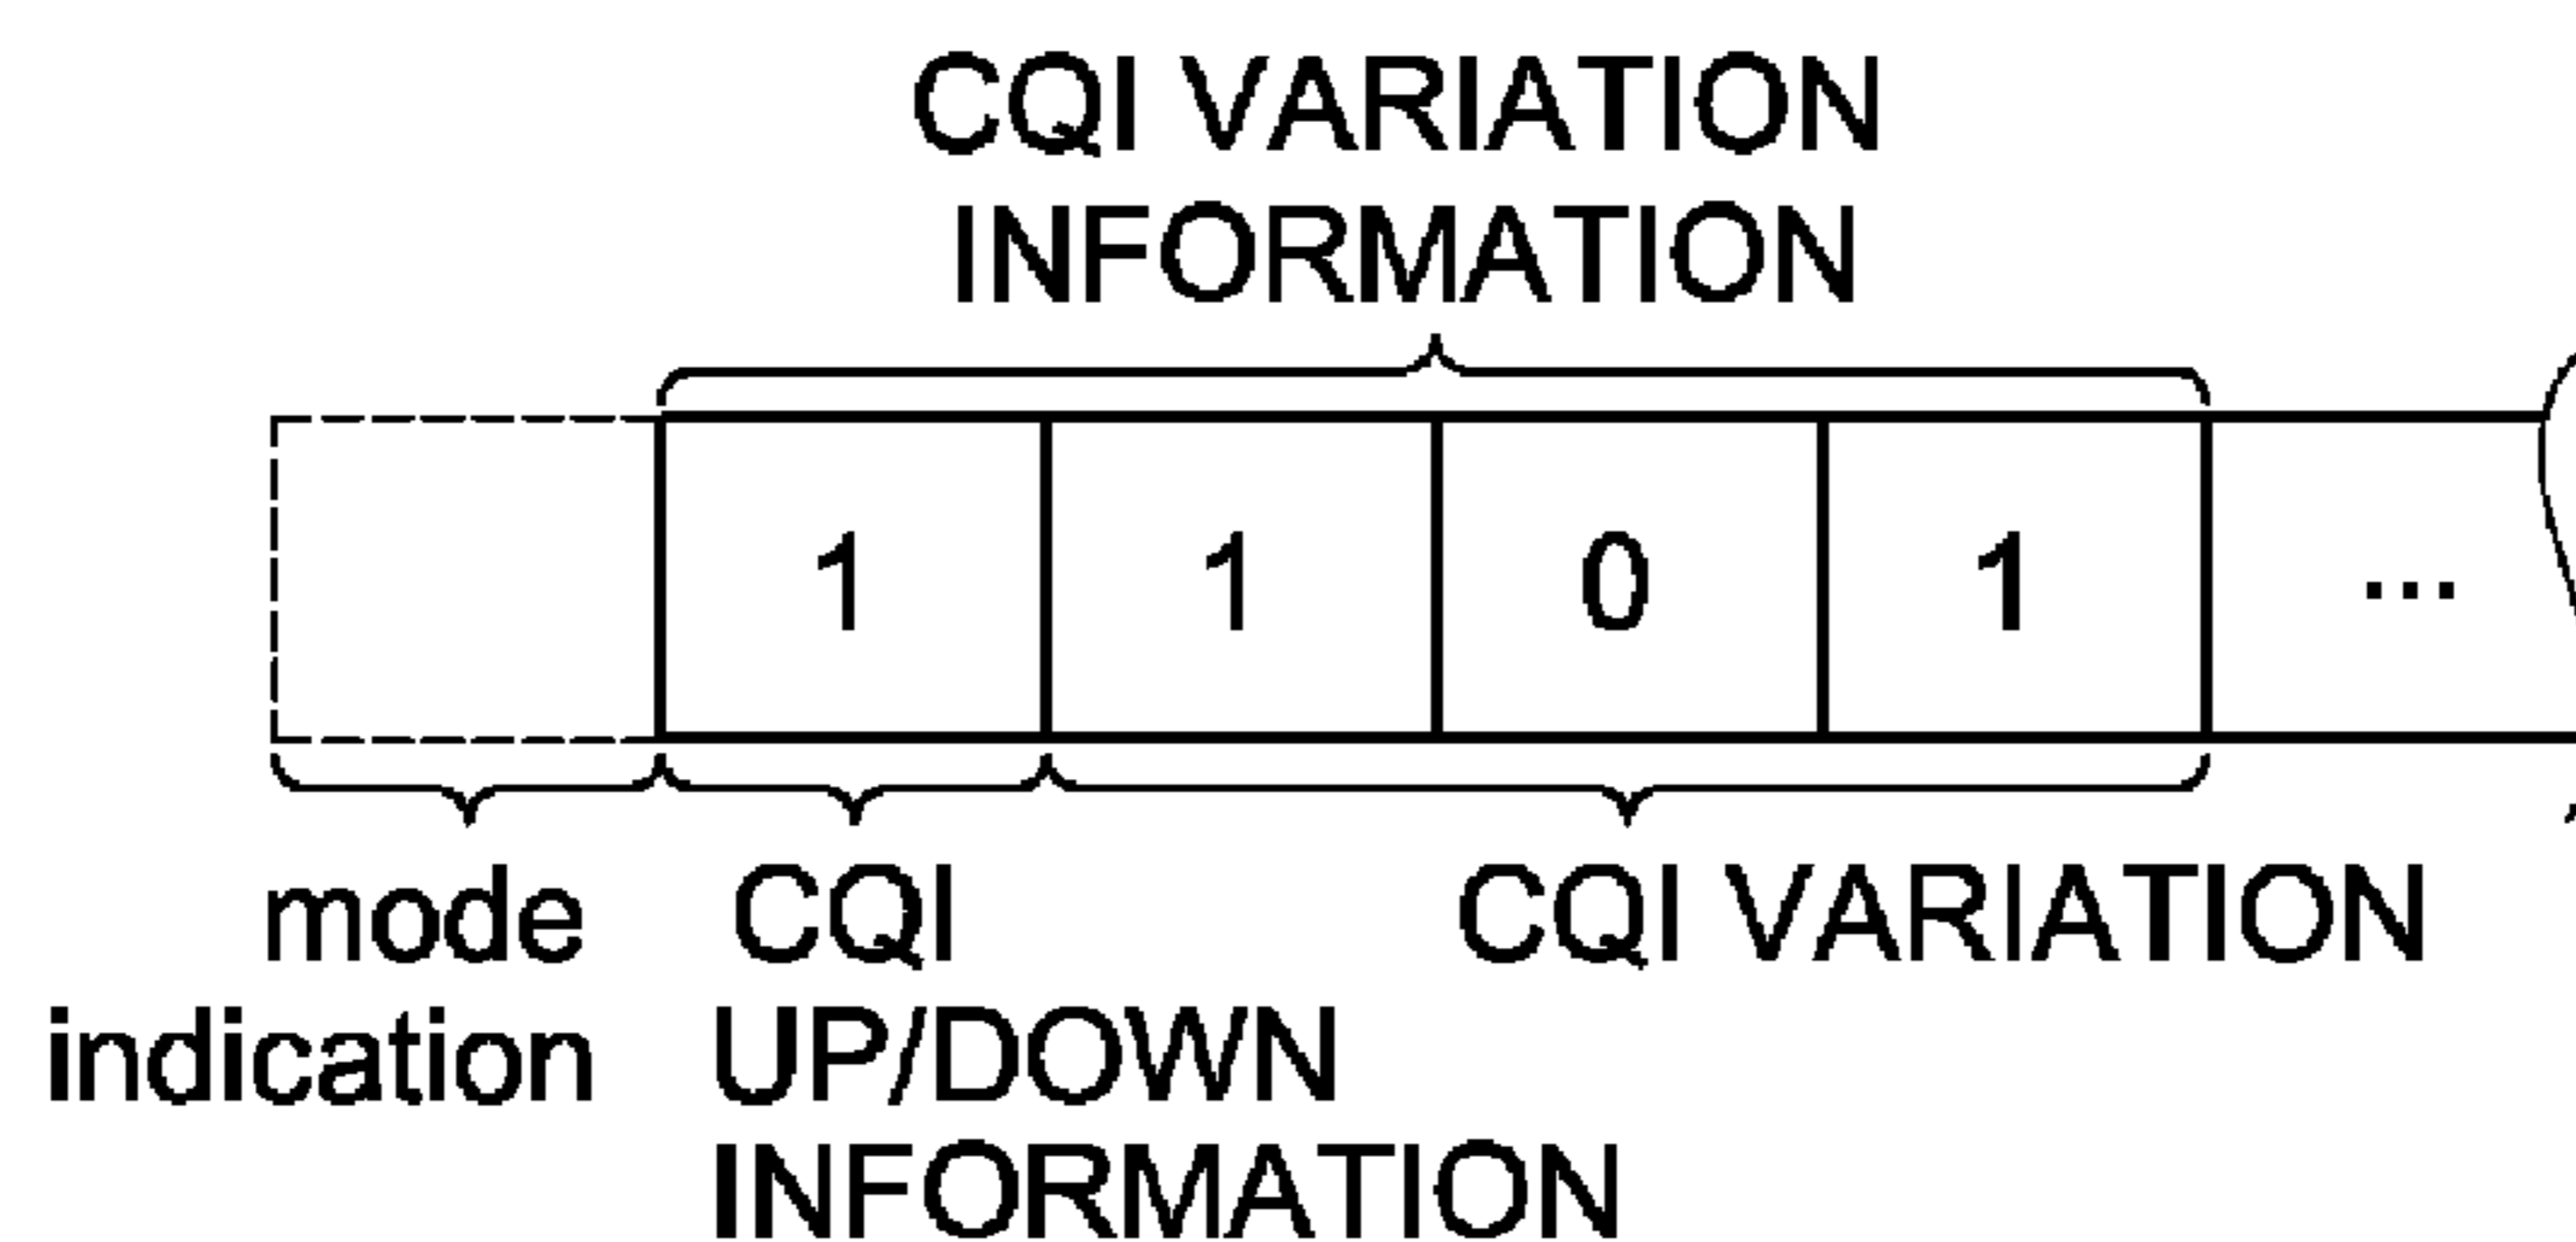 CQI VARIATION
INFORMATION
1 1 0 1 ...
mode
indication
CQI
UP/DOWN
INFORMATION
CQI VARIATION